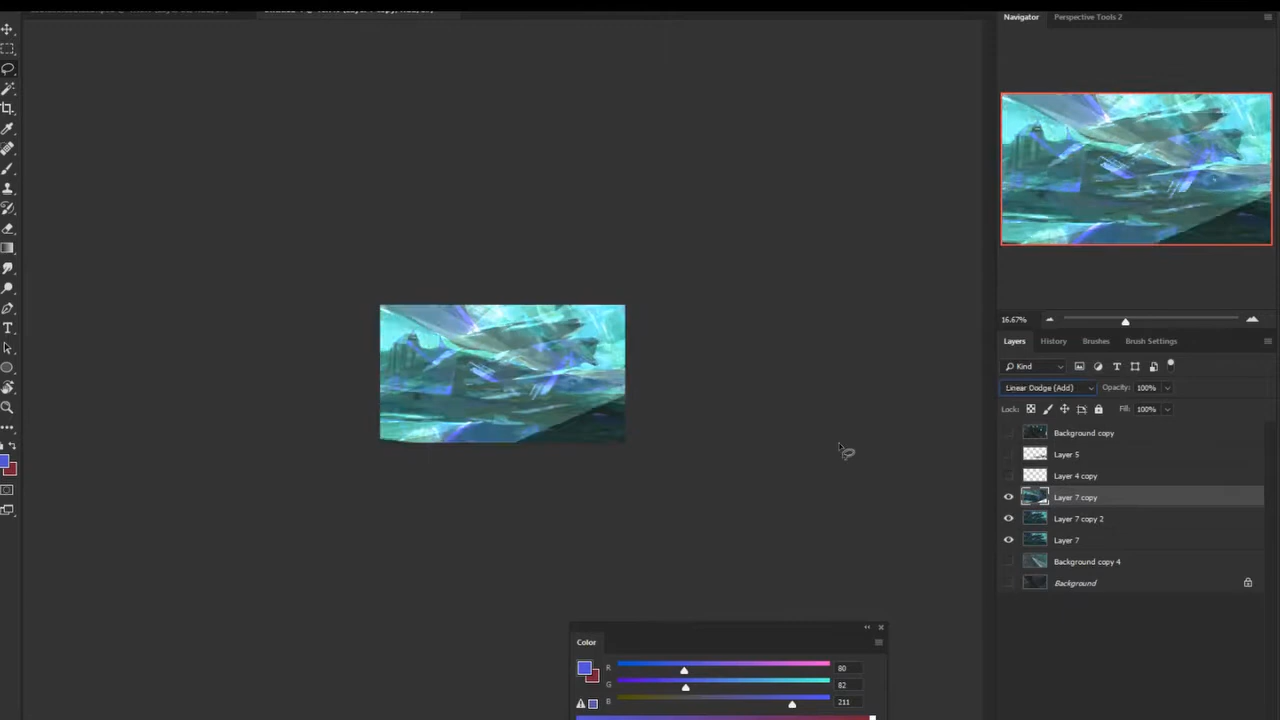 Navigator Perspective Tools 2
16.67%
Layers History Brushes Brush Settings
Kind
Linear Dodge (Add) Opacity: 100%
Lock: Fill: 100%
Background copy
Layer 5
Layer 4 copy
Layer 7 copy
Layer 7 copy 2
Layer 7
Background copy 4
Background
Color
R 80
G 82
B 211
T